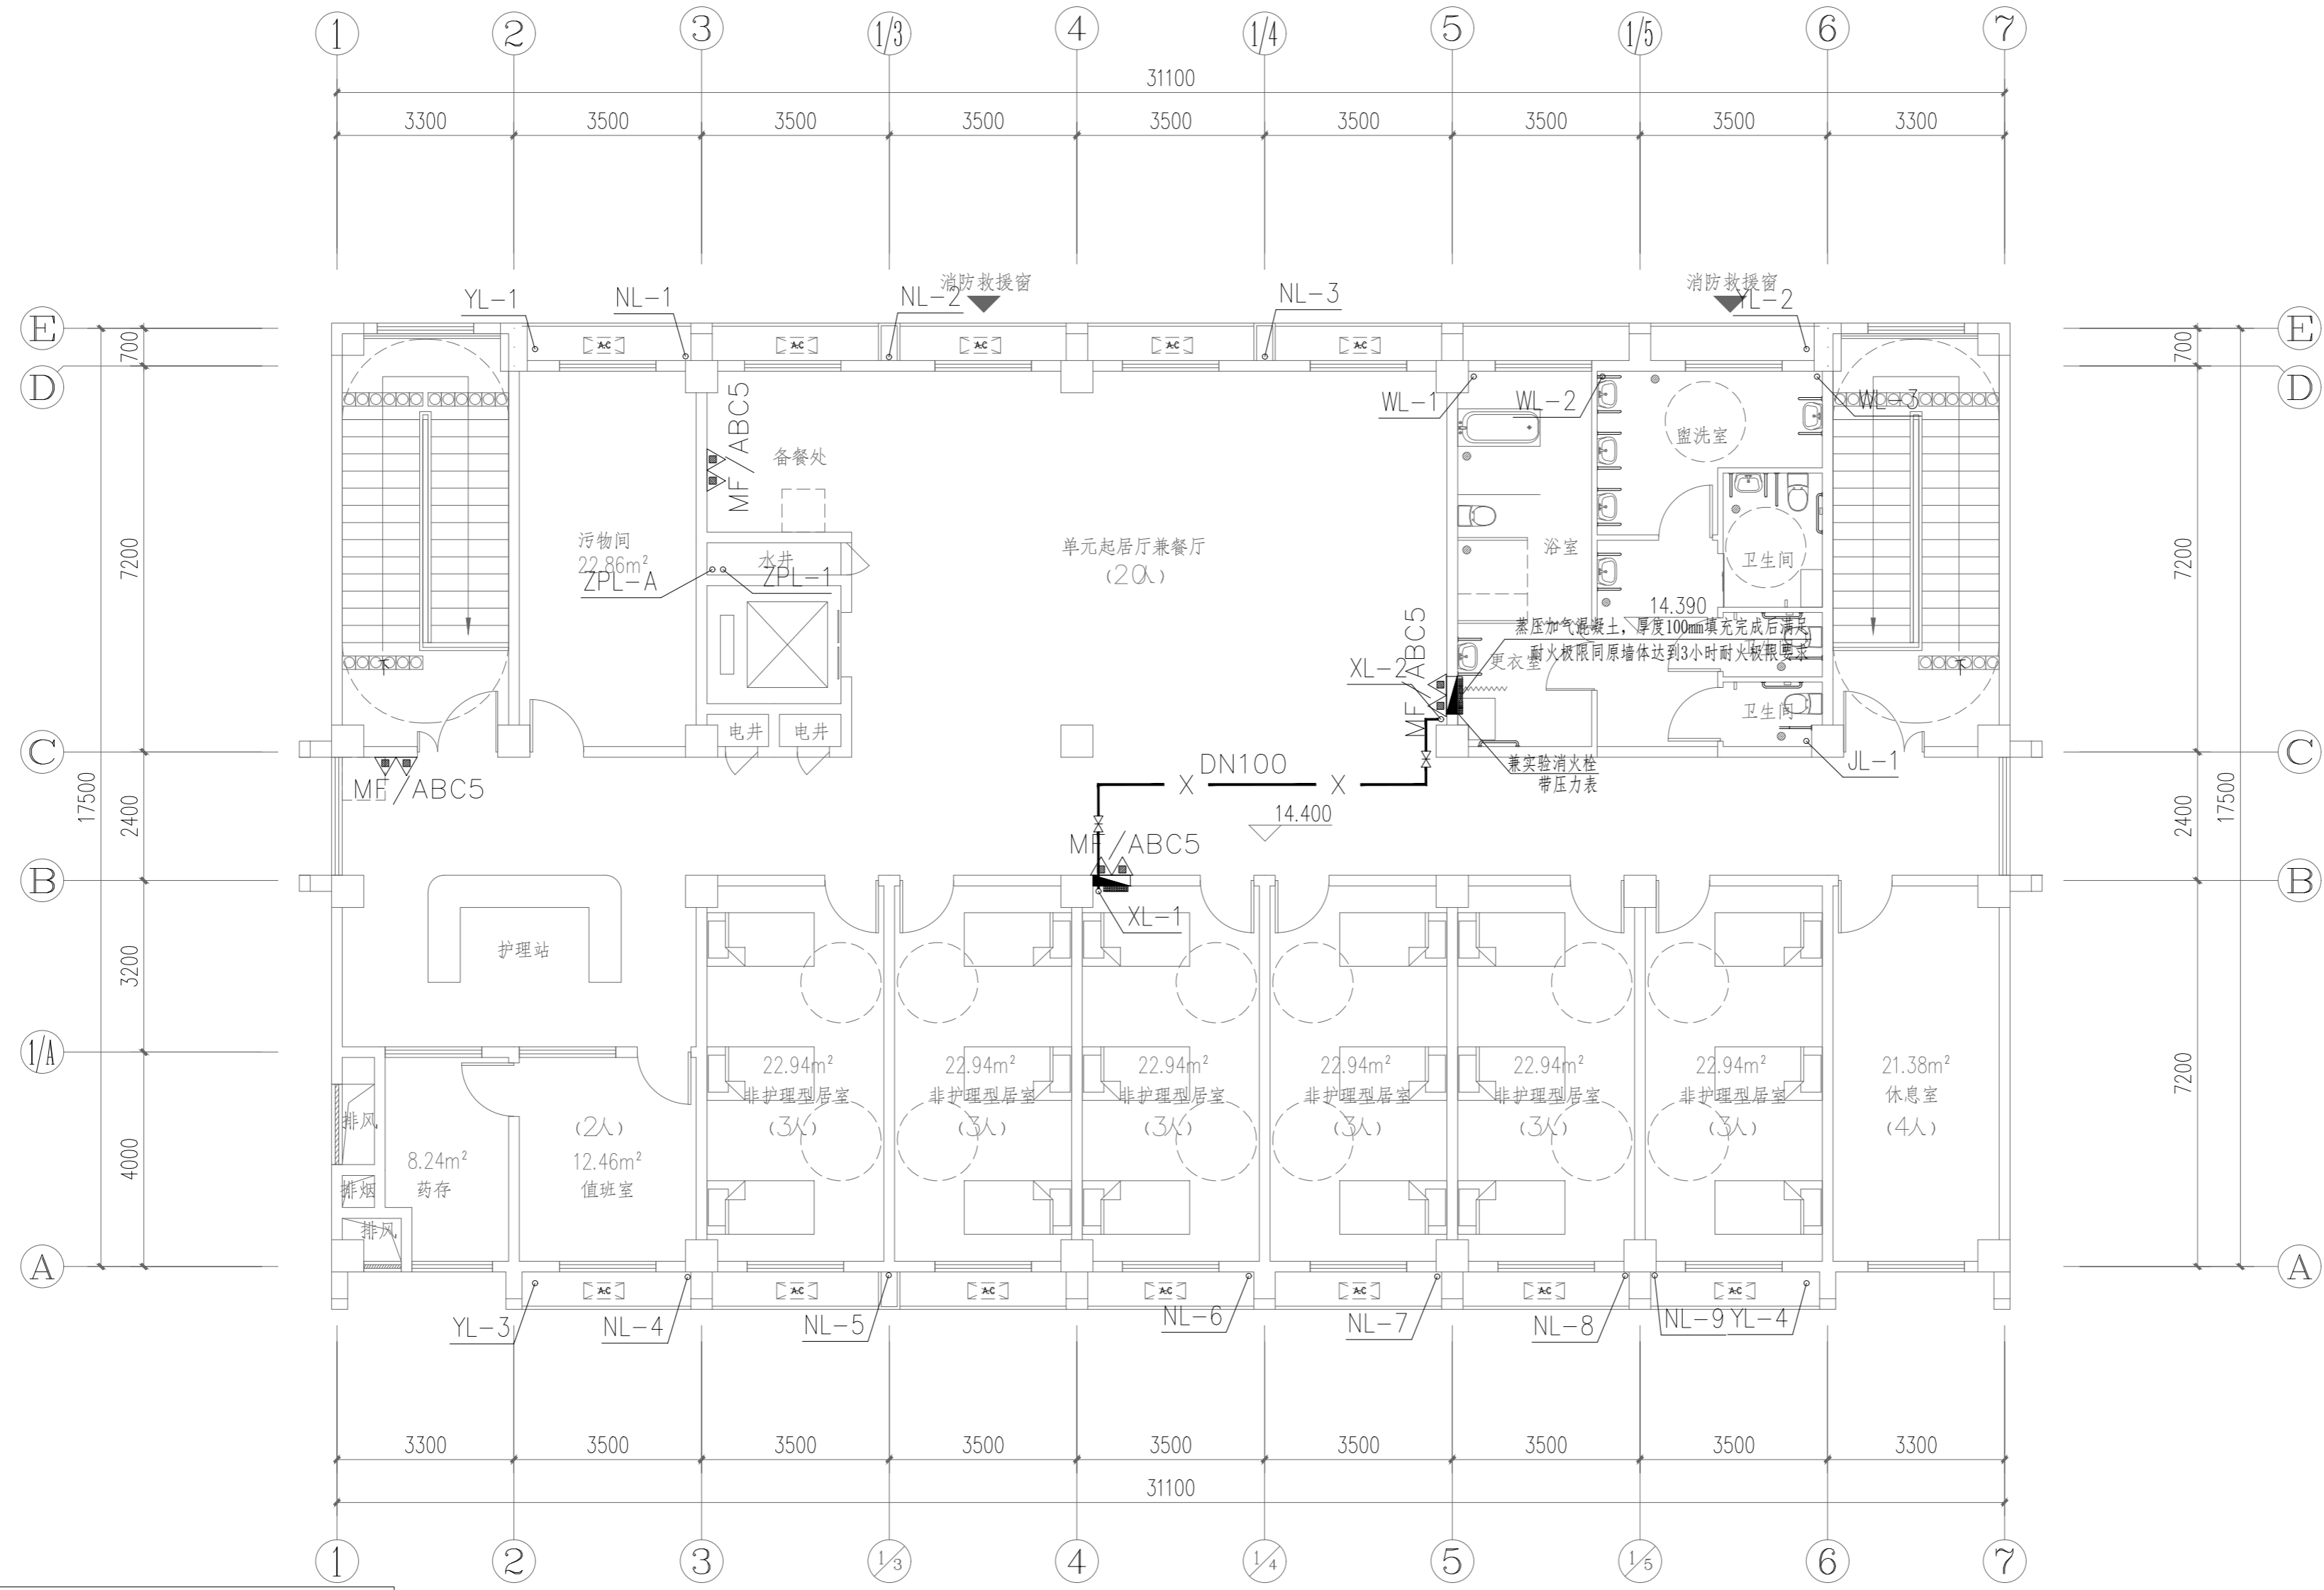 1 2 3 1/3 4 1/4 5 1/5 6 7
31100
3300 3500 3500 3500 3500 3500 3500 3500 3300
消防救援窗 消防救援窗
YL-1 NL-1 NL-2 NL-3 YL-2
E E
700 700
A.C A.C A.C A.C A.C
D D
WL-1 WL-2 WL-3
MF/ABC5
备餐处
盥洗室
7200 7200
污物间
22.86m²
水井
ZPL-A ZPL-1
单元起居厅兼餐厅
(20人)
浴室
卫生间
14.390
蒸压加气混凝土，厚度100mm填充完成后满足
耐火极限同原墙体达到3小时耐火极限要求
卫生间
更衣室
XL-2
MF/ABC5
下 下
电井 电井
卫生间
C C
DN100
X X
兼实验消火栓
带压力表
JL-1
MF/ABC5
17500 17500
2400 2400
14.400
MF/ABC5
B B
XL-1
护理站
3200
1/A
7200
22.94m² 22.94m² 22.94m² 22.94m² 22.94m² 22.94m² 21.38m²
非护理型居室 非护理型居室 非护理型居室 非护理型居室 非护理型居室 非护理型居室 休息室
(3人) (3人) (3人) (3人) (3人) (3人) (4人)
排风
(2人)
4000
8.24m² 12.46m²
药存 值班室
排烟
排风
A A
A.C A.C A.C A.C A.C A.C A.C
YL-3 NL-4 NL-5 NL-6 NL-7 NL-8 NL-9 YL-4
3300 3500 3500 3500 3500 3500 3500 3500 3300
31100
1 2 3 1/3 4 1/4 5 1/5 6 7